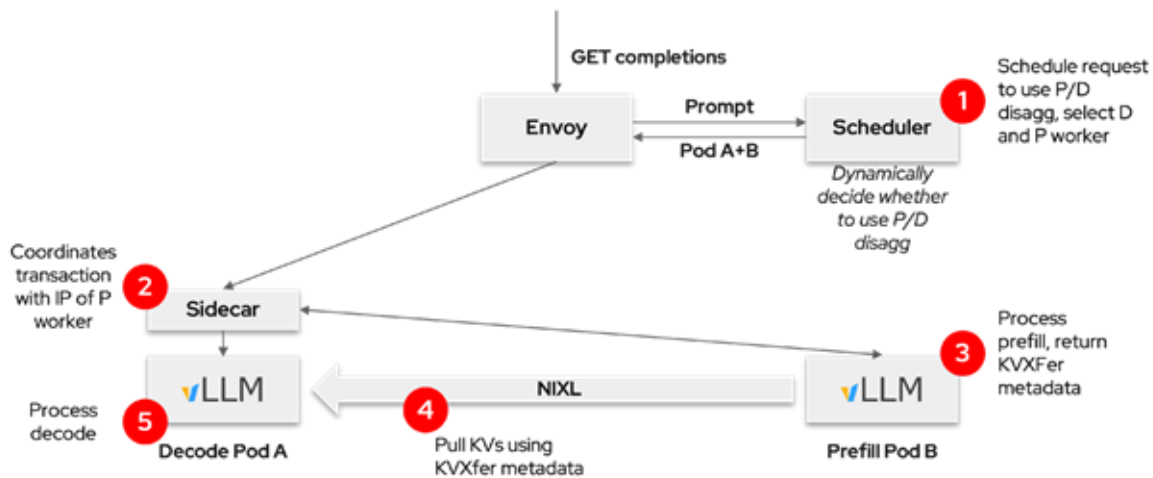 GET completions
Envoy
Prompt
Pod A+B
Scheduler
1
Schedule request
to use P/D
disagg, select D
and P worker
Dynamically
decide whether
to use P/D
disagg
Coordinates
transaction
with IP of P
worker
2
Sidecar
3
Process
prefill, return
KVXFer
metadata
vLLM
NIXL
vLLM
Process
decode
5
4
Decode Pod A
Pull KVs using
KVXfer metadata
Prefill Pod B